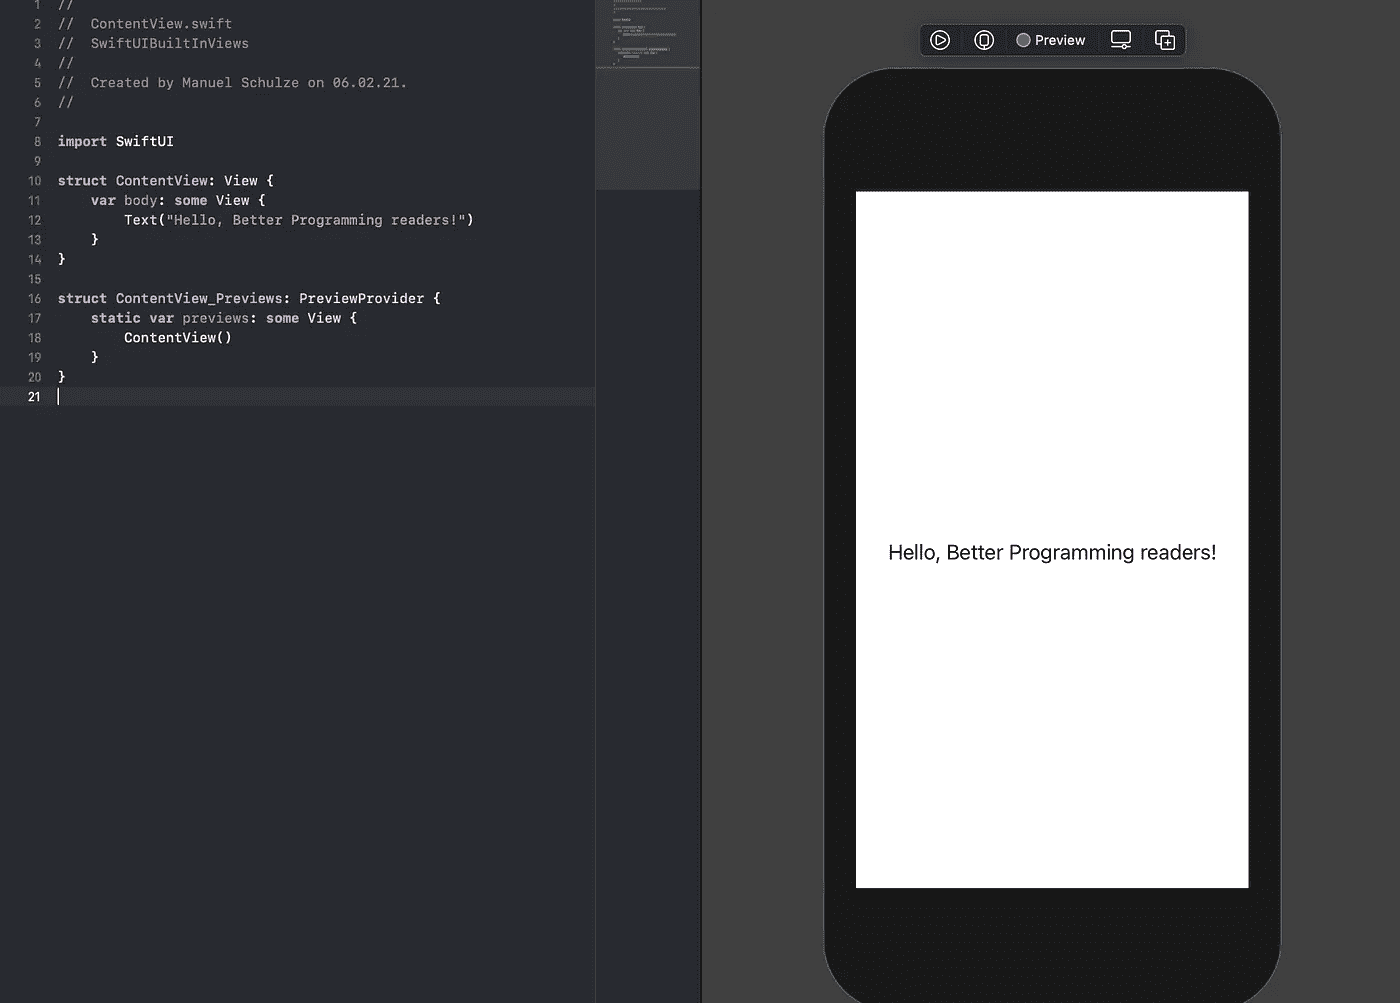 1 //
2 //  ContentView.swift
3 //  SwiftUIBuiltInViews
4 //
5 //  Created by Manuel Schulze on 06.02.21.
6 //
7
8 import SwiftUI
9
10 struct ContentView: View {
11     var body: some View {
12         Text("Hello, Better Programming readers!")
13     }
14 }
15
16 struct ContentView_Previews: PreviewProvider {
17     static var previews: some View {
18         ContentView()
19     }
20 }
21
Preview
Hello, Better Programming readers!